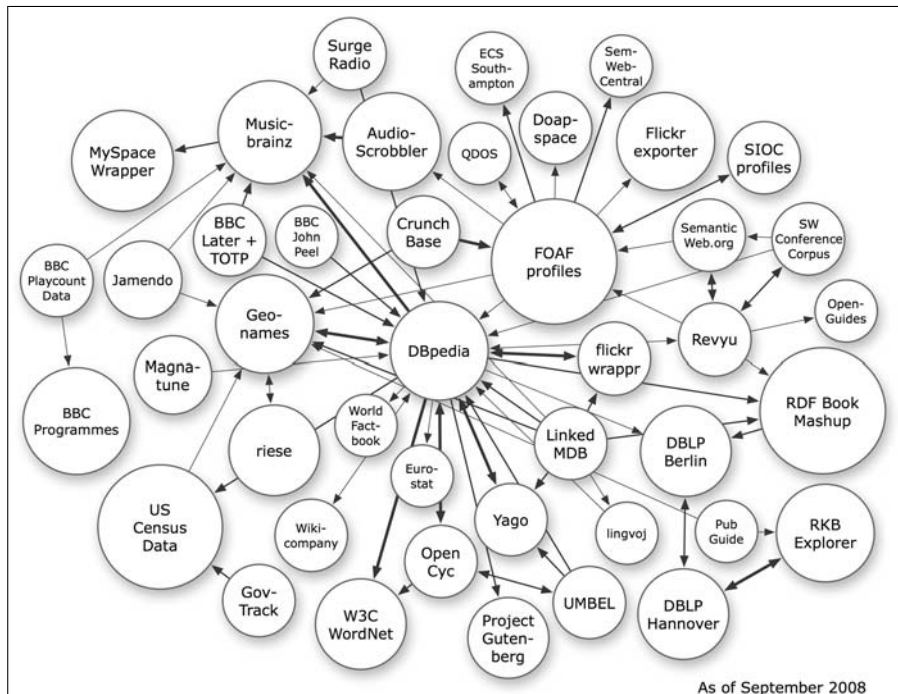 Surge
Radio
ECS
South-
ampton
Sem-
Web-
Central
Music-
brainz
Audio-
Scrobbler
Doap-
space
Flickr
exporter
MySpace
Wrapper
QDOS
SIOC
profiles
BBC
Later +
TOTP
BBC
John
Peel
Crunch
Base
FOAF
profiles
Semantic
Web.org
SW
Conference
Corpus
BBC
Playcount
Data
Jamendo
Geo-
names
DBpedia
flickr
wrappr
Revyu
Open-
Guides
Magna-
tune
BBC
Programmes
riese
World
Fact-
book
Linked
MDB
DBLP
Berlin
RDF Book
Mashup
Euro-
stat
US
Census
Data
Wiki-
company
Yago
lingvoj
Pub
Guide
RKB
Explorer
Open
Cyc
Gov-
Track
W3C
WordNet
Project
Guten-
berg
UMBEL
DBLP
Hannover
As of September 2008